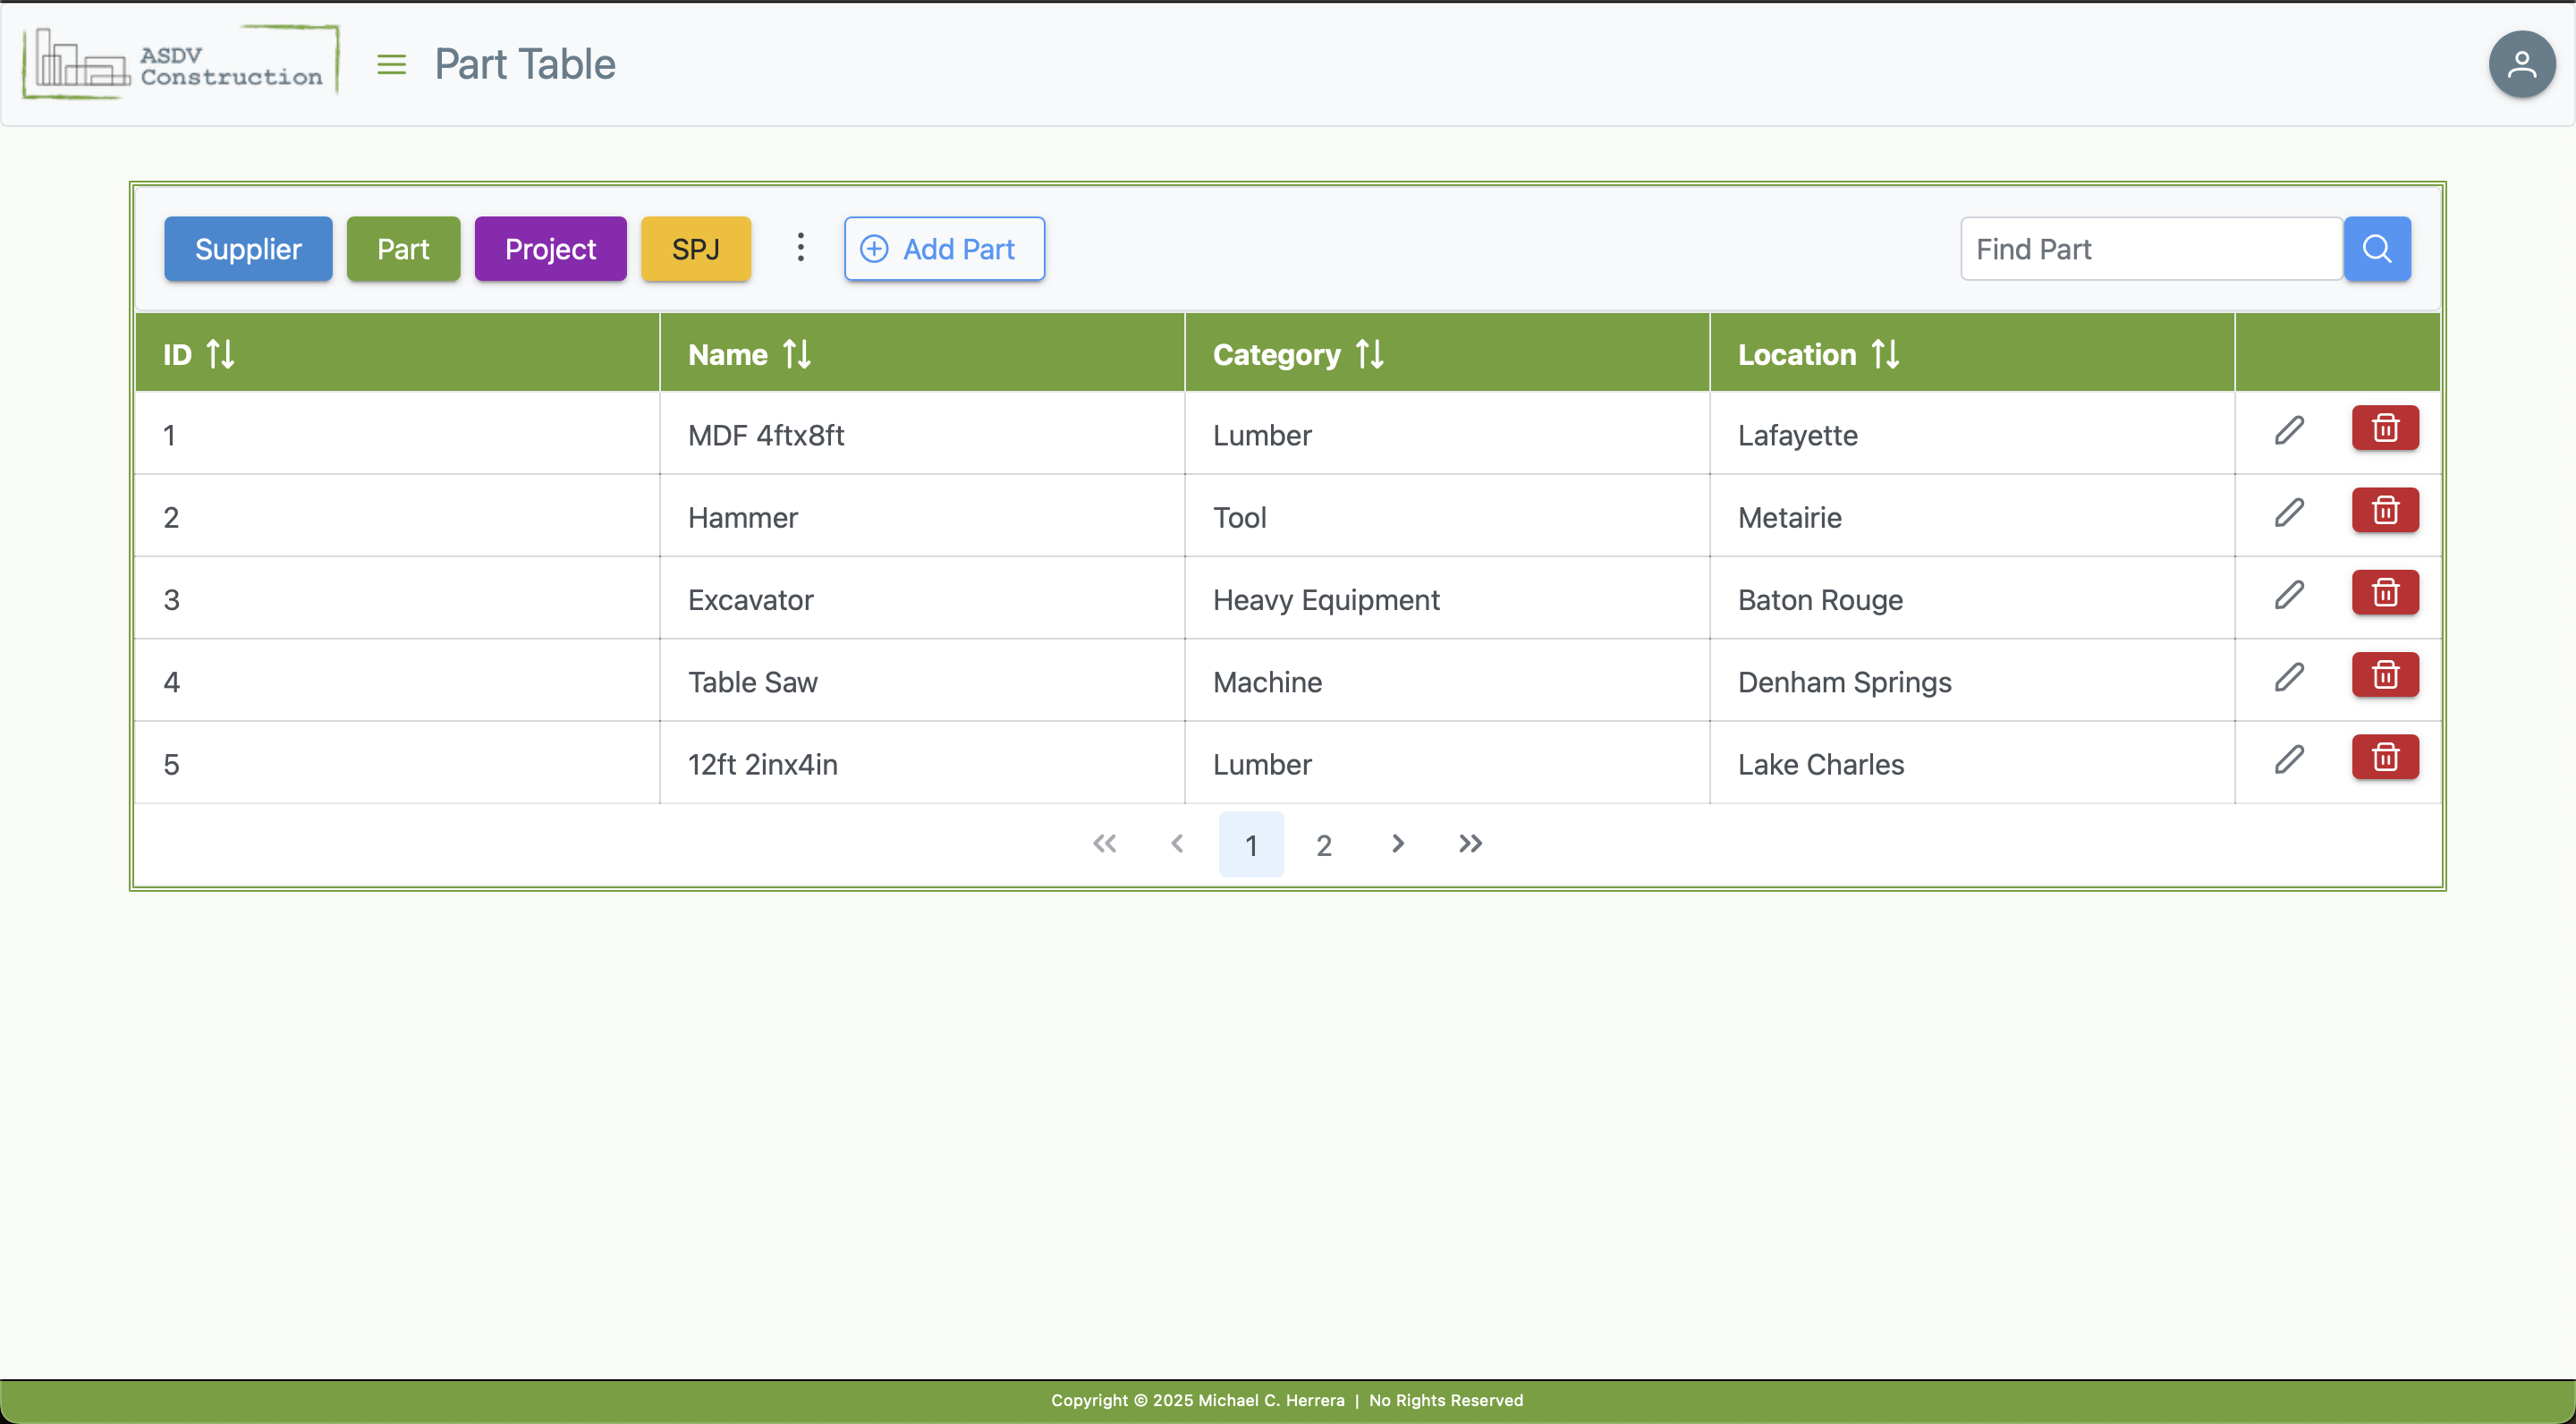 ASDV
Construction
Part Table
Supplier Part Project SPJ Add Part Find Part
ID Name Category Location
1 MDF 4ftx8ft Lumber Lafayette
2 Hammer Tool Metairie
3 Excavator Heavy Equipment Baton Rouge
4 Table Saw Machine Denham Springs
5 12ft 2inx4in Lumber Lake Charles
1 2
Copyright © 2025 Michael C. Herrera | No Rights Reserved